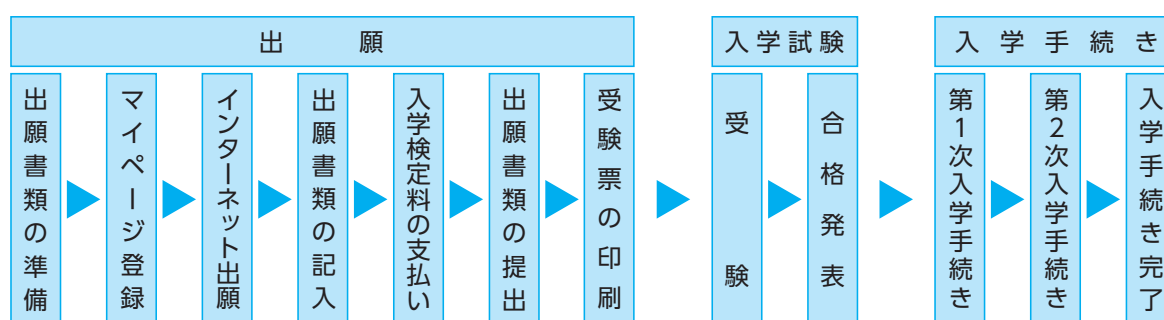 出願
出願書類の準備
マイページ登録
インターネット出願
出願書類の記入
入学検定料の支払い
出願書類の提出
受験票の印刷
入学試験
受験
合格発表
入学手続き
第1次入学手続き
第2次入学手続き
入学手続き完了